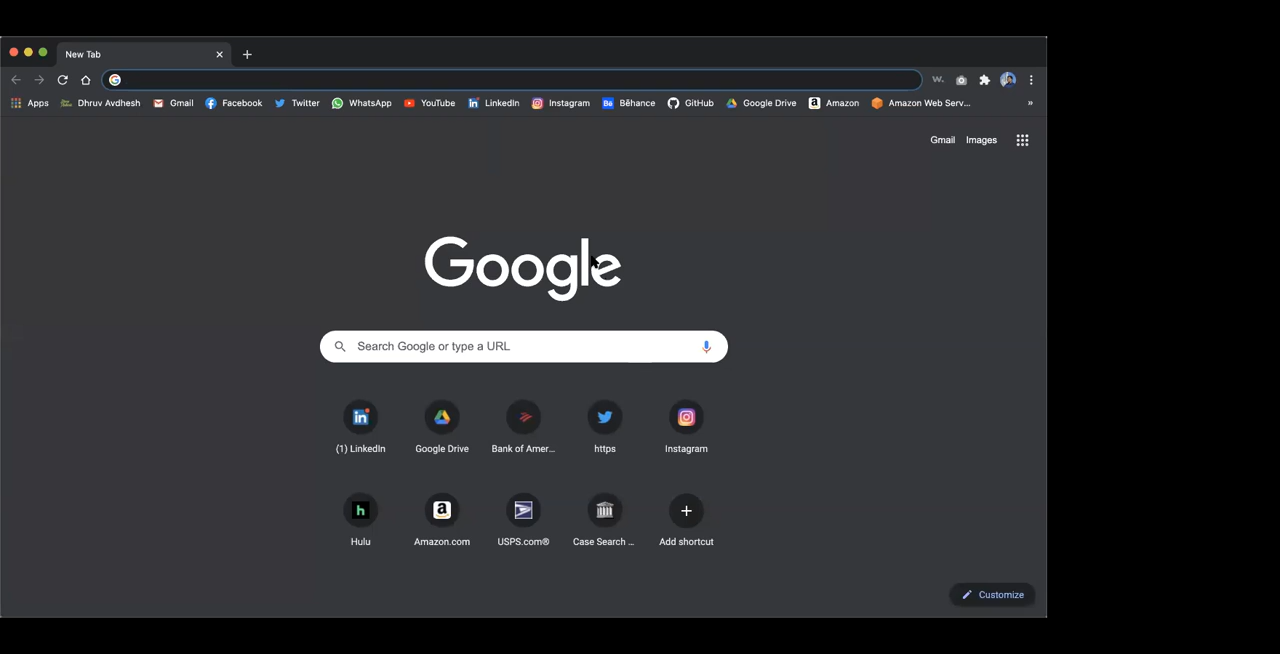 New Tab
Apps Dhruv Avdhesh Gmail Facebook Twitter WhatsApp YouTube LinkedIn Instagram Bēhance GitHub Google Drive Amazon Amazon Web Serv...
Gmail Images
Google
Search Google or type a URL
(1) LinkedIn Google Drive Bank of Amer... https Instagram
Hulu Amazon.com USPS.com® Case Search ... Add shortcut
Customize